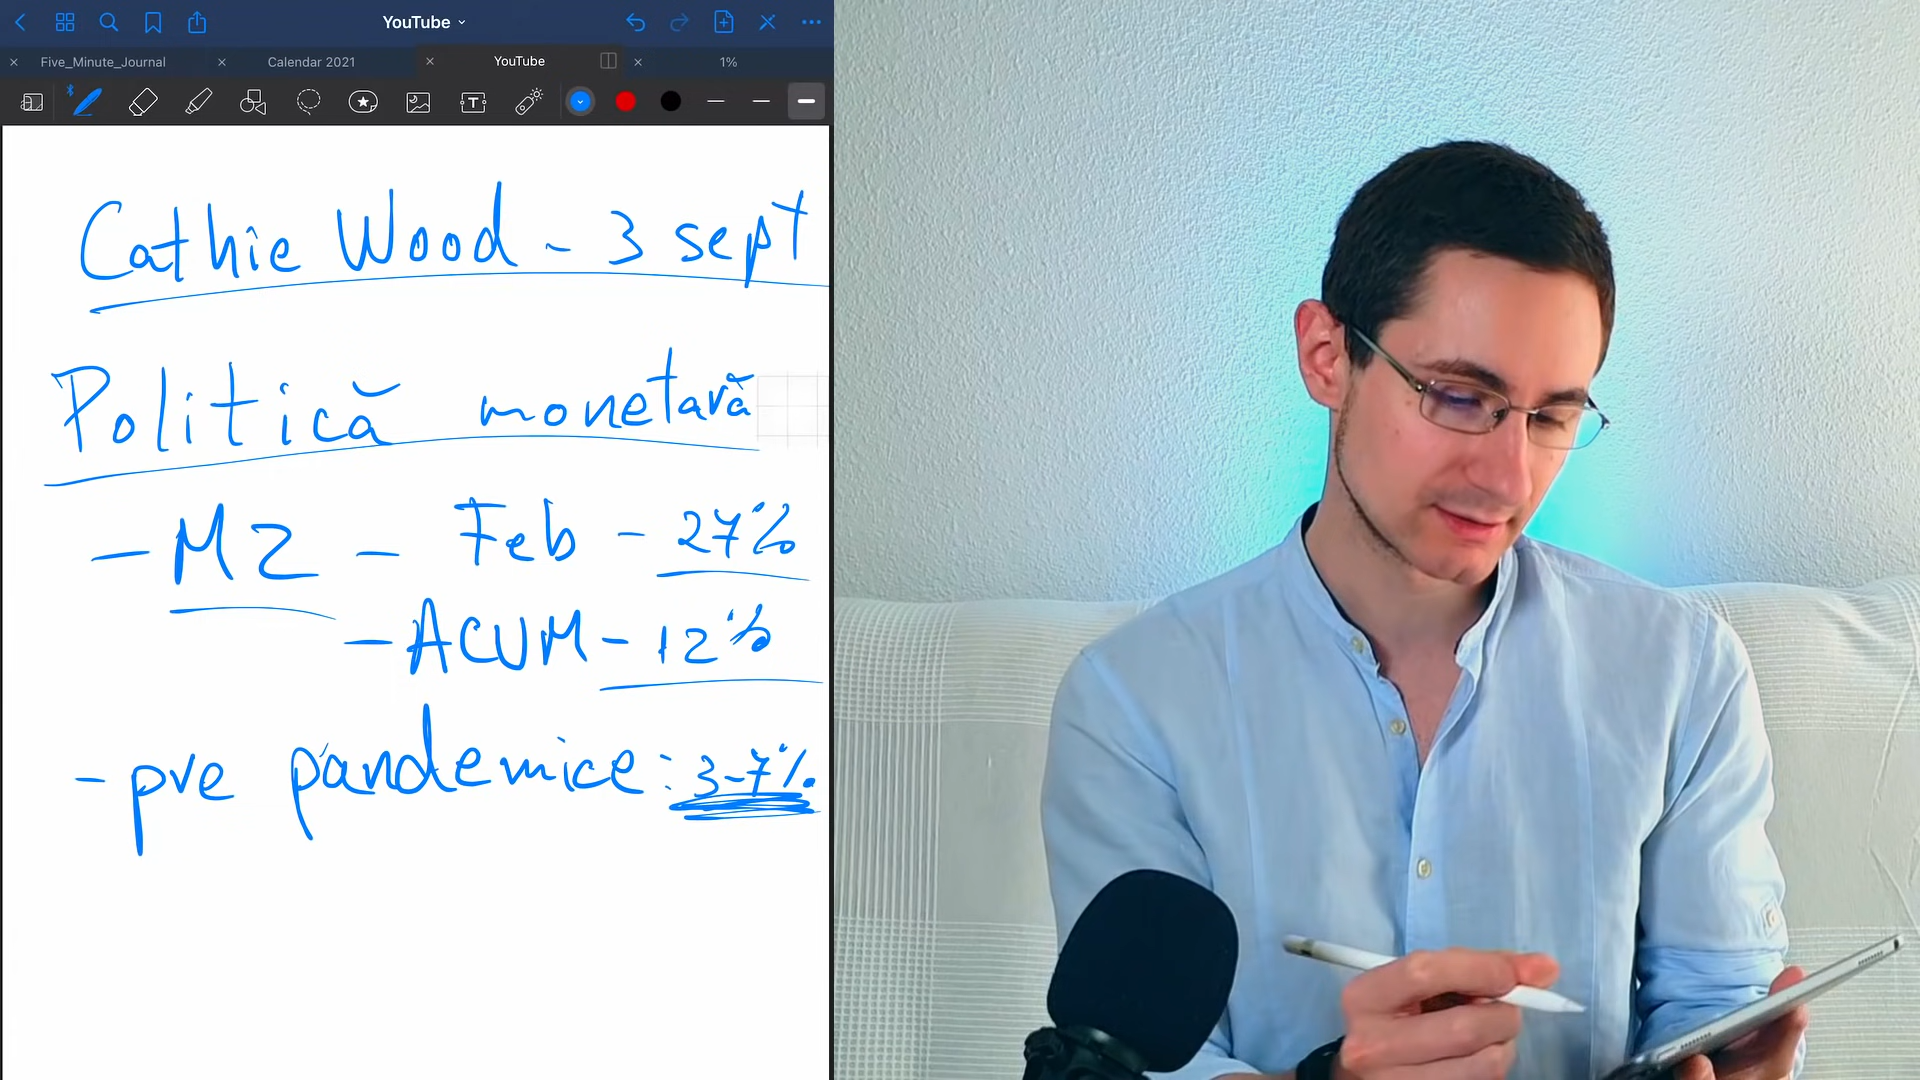 YouTube
Five_Minute_Journal
Calendar 2021
YouTube
1%
Cathie Wood - 3 sept
Politică monetară
- M2 - Feb - 27%
- ACUM - 12%
- pre pandemice: 3-7%